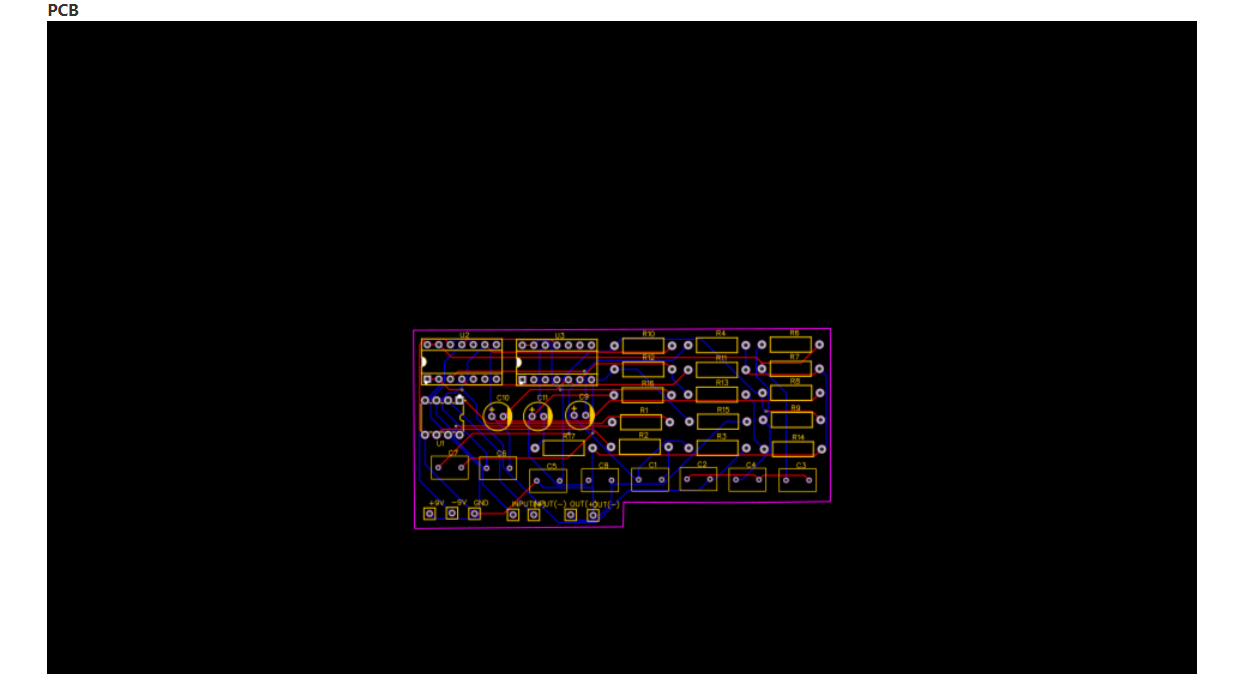 PCB
U2 U3 R10 R4 R6
R12 R11 R7
R16 R13 R8
C10 C11 C9
R1 R15 R9
U1 R17 R2 R3 R14
C7 C6 C5 C8 C1 C2 C4 C3
+9V -9V GND OUT(-)